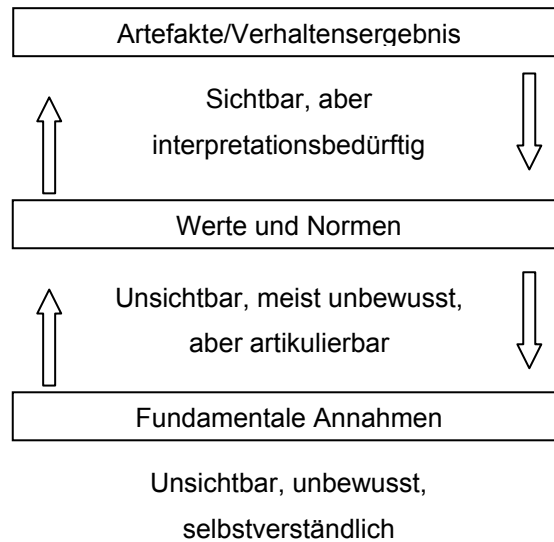 Artefakte/Verhaltensergebnis
Sichtbar, aber
interpretationsbedürftig
Werte und Normen
Unsichtbar, meist unbewusst,
aber artikulierbar
Fundamentale Annahmen
Unsichtbar, unbewusst,
selbstverständlich